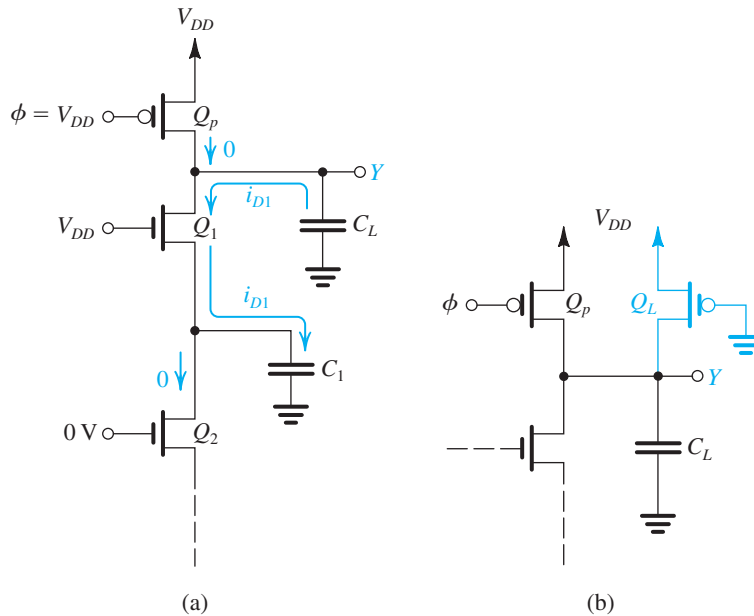 V_DD
φ = V_DD
Q_p
0
Y
i_D1
V_DD
Q_1
C_L
i_D1
0
C_1
0 V
Q_2
(a)
V_DD
φ
Q_p
Q_L
Y
C_L
(b)